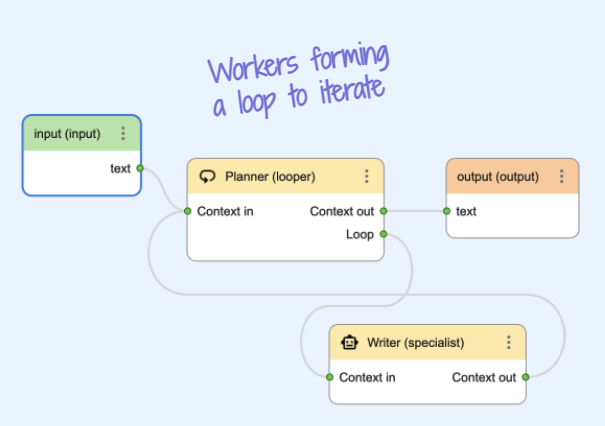 Workers forming
a loop to iterate
input (input)
text
Planner (looper)
Context in
Context out
Loop
output (output)
text
Writer (specialist)
Context in
Context out